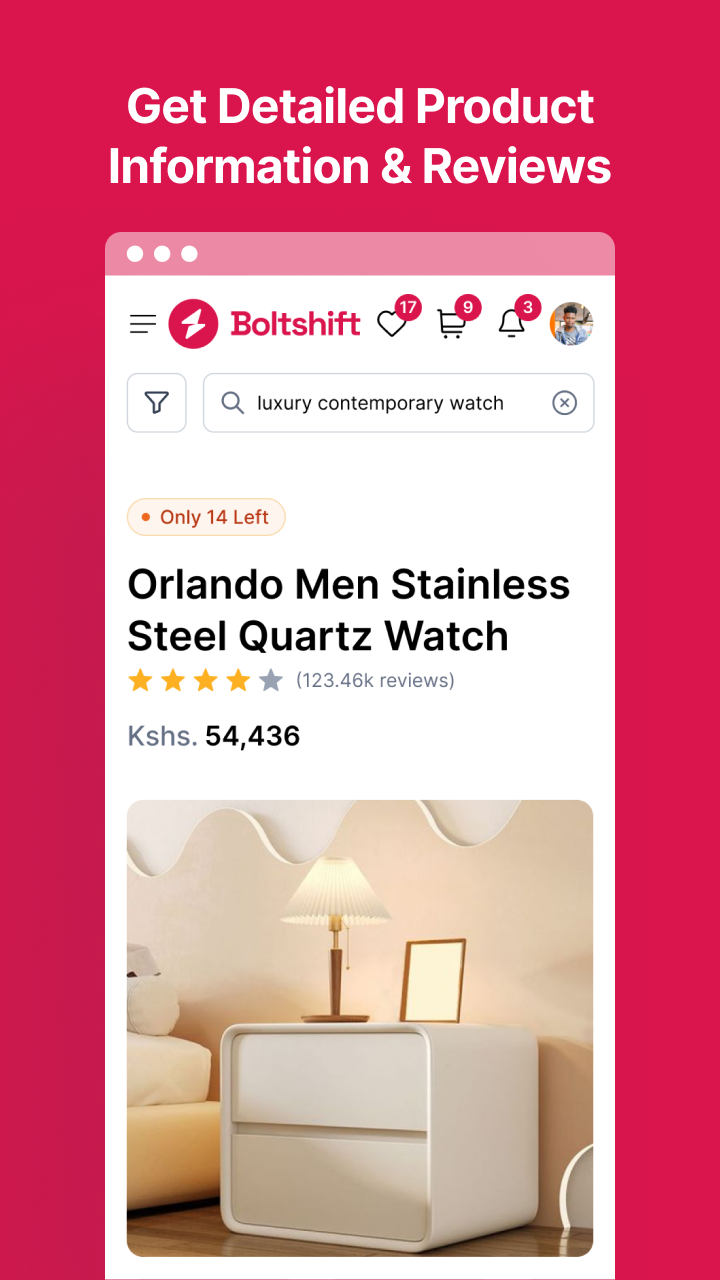 Get Detailed Product
Information & Reviews
Boltshift
17
9
3
luxury contemporary watch
Only 14 Left
Orlando Men Stainless
Steel Quartz Watch
(123.46k reviews)
Kshs. 54,436